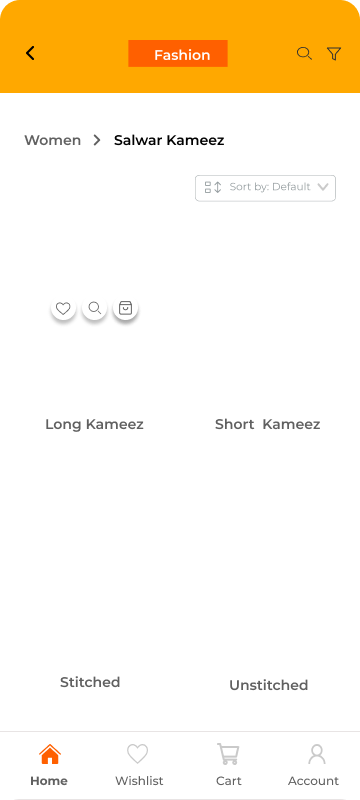 Fashion
Women > Salwar Kameez
Sort by: Default
Long Kameez
Short  Kameez
Stitched
Unstitched
Home
Wishlist
Cart
Account